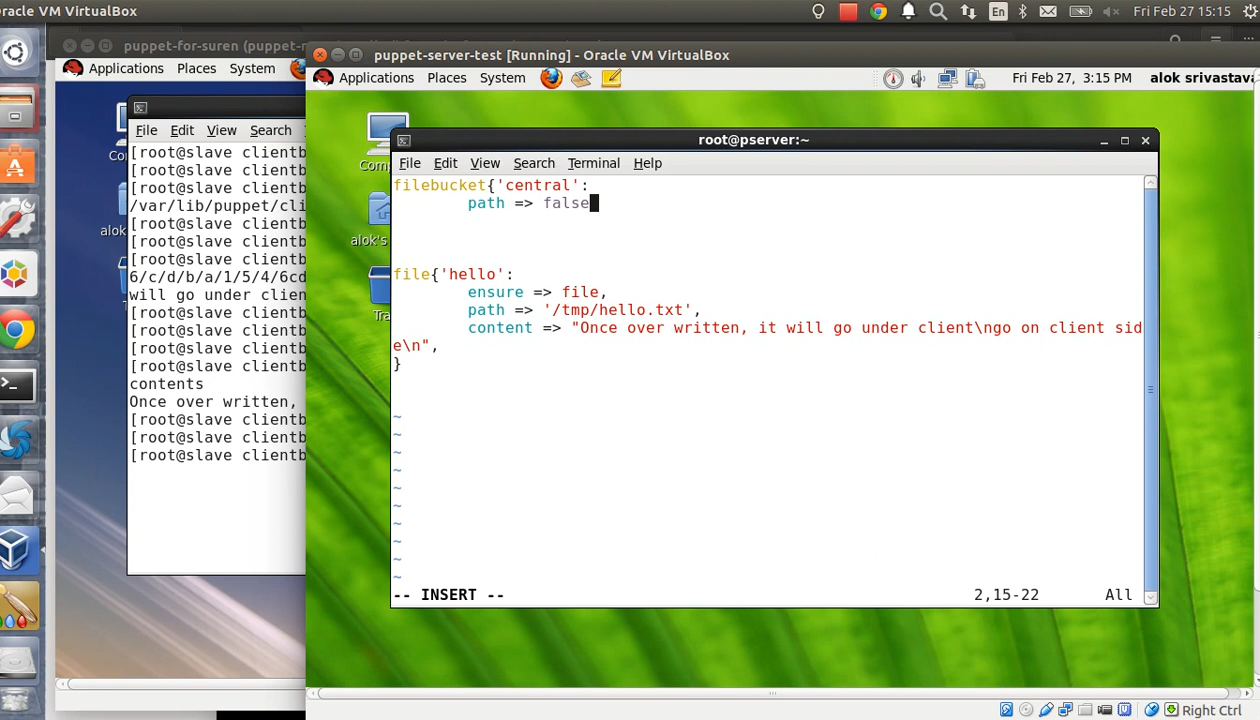 Oracle VM VirtualBox
En
Fri Feb 27 15:15
puppet-for-suren (puppet-
puppet-server-test [Running] - Oracle VM VirtualBox
Applications Places System
Applications Places System
Fri Feb 27, 3:15 PM alok srivastava
File Edit View Search
[root@slave clientb
[root@slave clientb
[root@slave clientb
/var/lib/puppet/cli
[root@slave clientb
[root@slave clientb
[root@slave clientb
6/c/d/b/a/1/5/4/6cd
will go under clien
[root@slave clientb
[root@slave clientb
[root@slave clientb
[root@slave clientb
contents
Once over written,
[root@slave clientb
[root@slave clientb
[root@slave clientb
Comp
alok's
Tra
root@pserver:~
File Edit View Search Terminal Help
filebucket{'central':
path => false
file{'hello':
ensure => file,
path => '/tmp/hello.txt',
content => "Once over written, it will go under client\ngo on client sid
e\n",
}
~
~
~
~
~
~
~
~
~
~
-- INSERT --
2,15-22
All
Right Ctrl